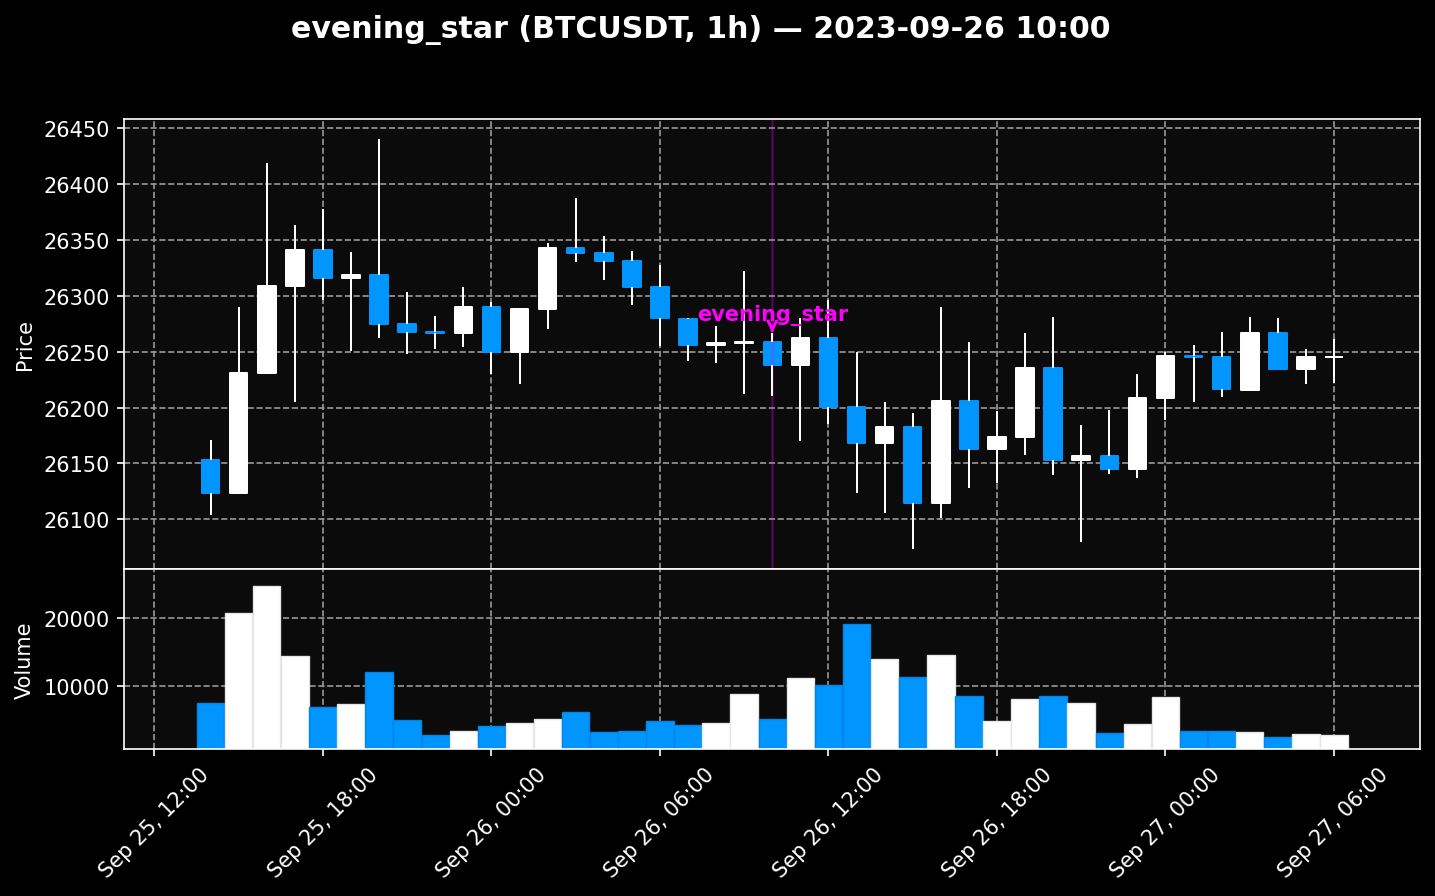 evening_star (BTCUSDT, 1h) — 2023-09-26 10:00
26450
26400
26350
26300
26250
26200
26150
26100
Price
evening_star
20000
10000
Volume
Sep 25, 12:00
Sep 25, 18:00
Sep 26, 00:00
Sep 26, 06:00
Sep 26, 12:00
Sep 26, 18:00
Sep 27, 00:00
Sep 27, 06:00